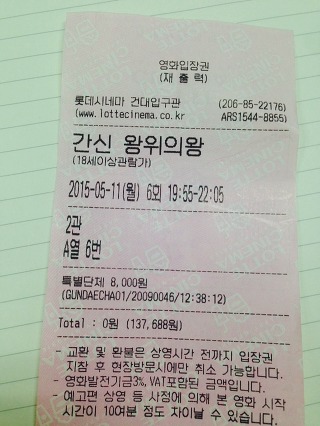 영화입장권
(재 출 력)
롯데시네마 건대입구관 (206-85-22176)
(www.lottecinema.co.kr ARS1544-8855)
간신 왕위의왕
(18세이상관람가)
2015-05-11(월) 6회 19:55-22:05
2관
A열 6번
특별단체 8,000원
(GUNDAECHA01/20090046/12:38:12)
Total : 0원 (137,688원)
- 교환 및 환불은 상영시간 전까지 입장권
지참 후 현장방문시에만 취소 가능합니다.
- 영화발전기금3%, VAT포함된 금액입니다.
- 예고편 상영 등 사정에 의해 본 영화 시작
시간이 10여분 정도 차이날 수 있습니다.